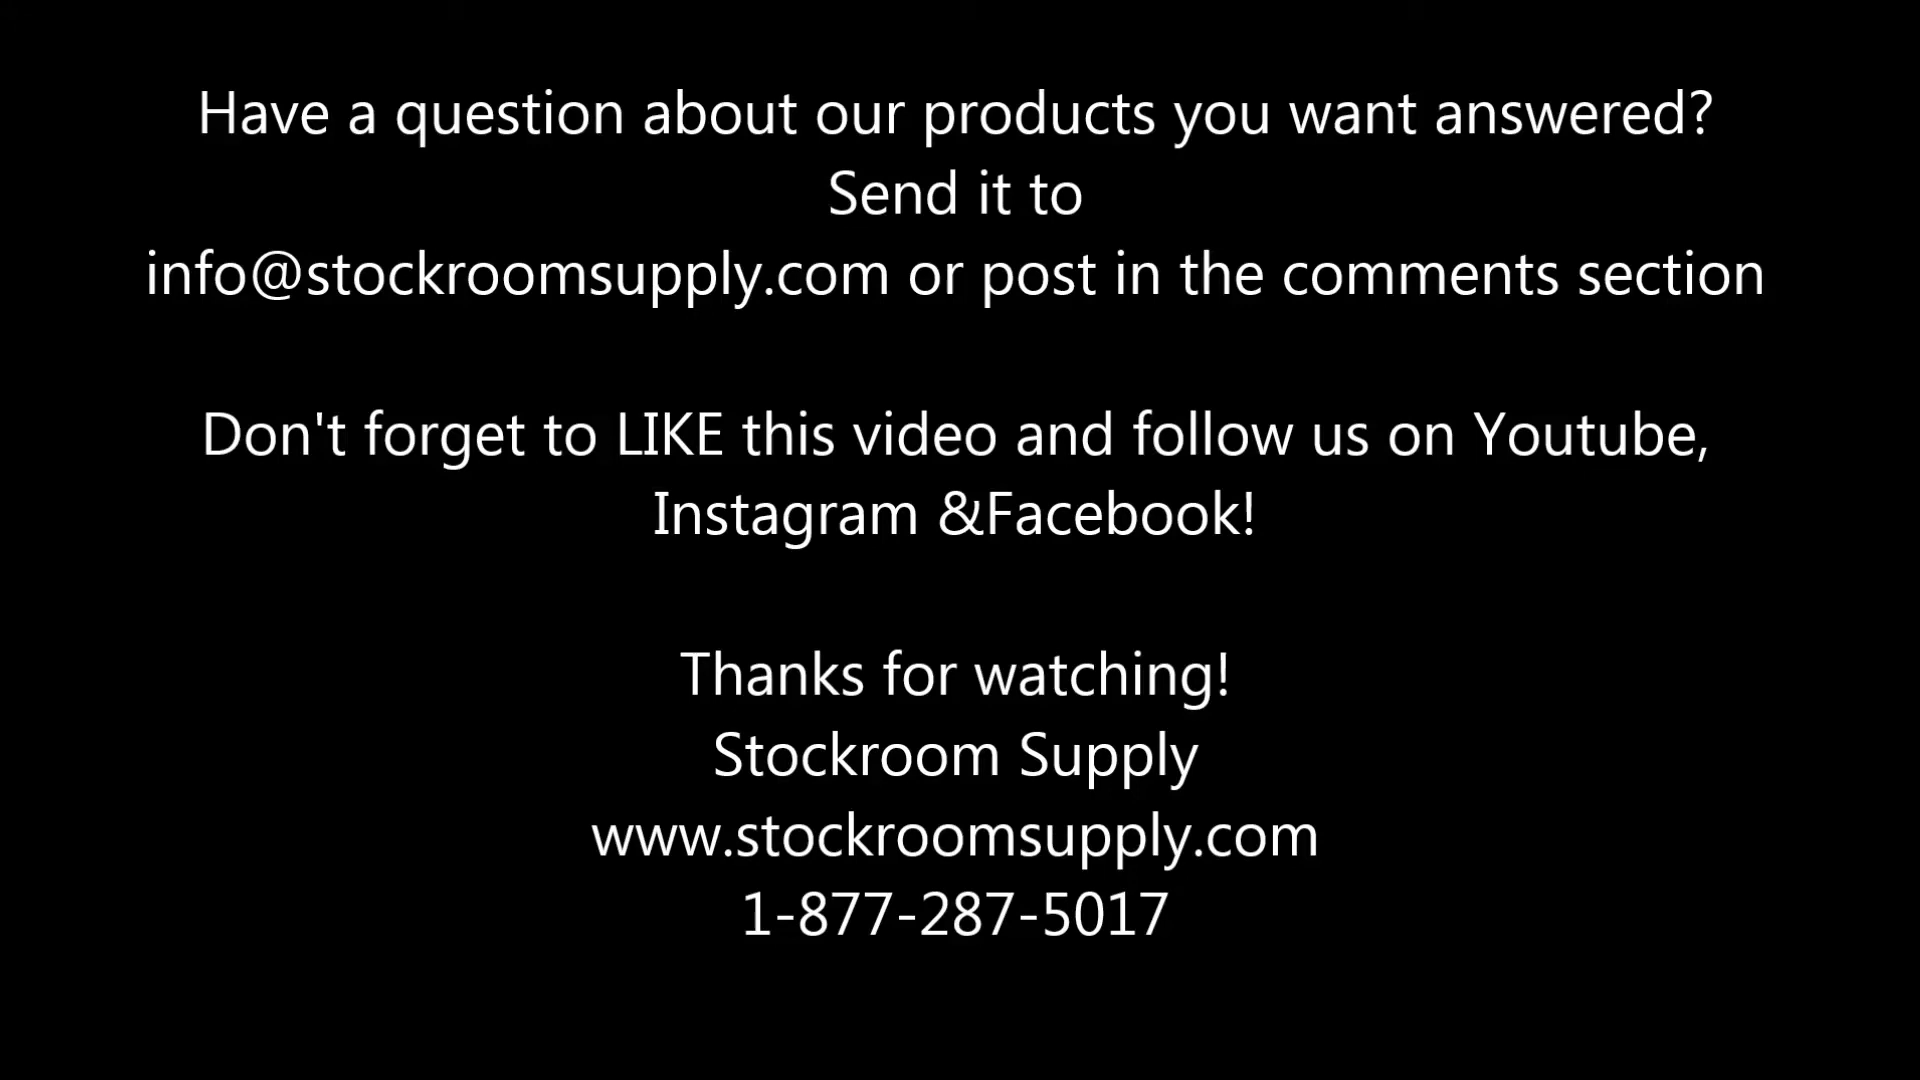 Have a question about our products you want answered?
Send it to
info@stockroomsupply.com or post in the comments section
Don't forget to LIKE this video and follow us on Youtube,
Instagram &Facebook!
Thanks for watching!
Stockroom Supply
www.stockroomsupply.com
1-877-287-5017